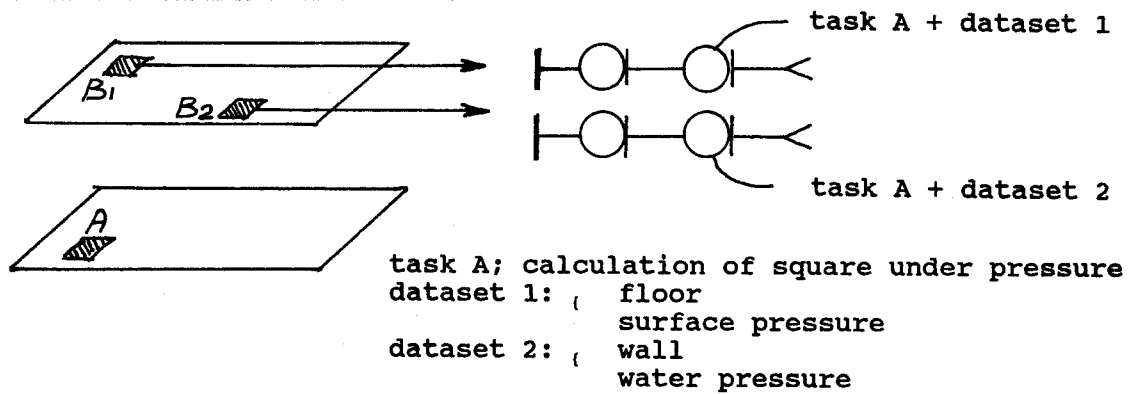 task A + dataset 1
B1
B2
task A + dataset 2
A
task A; calculation of square under pressure
dataset 1: { floor
surface pressure
dataset 2: { wall
water pressure